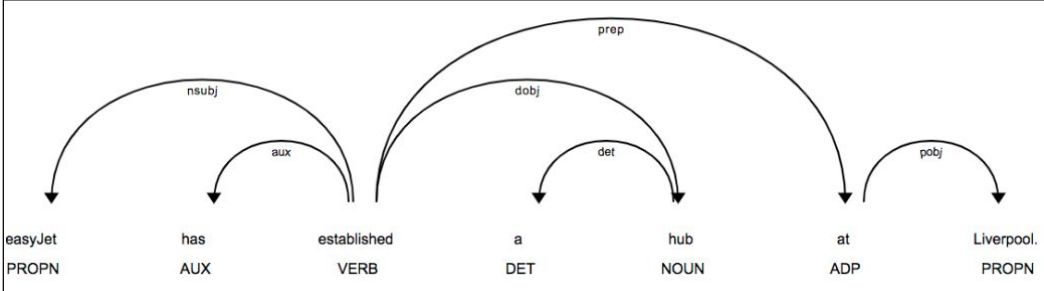 prep
nsubj dobj
aux det pobj
easyJet has established a hub at Liverpool.
PROPN AUX VERB DET NOUN ADP PROPN